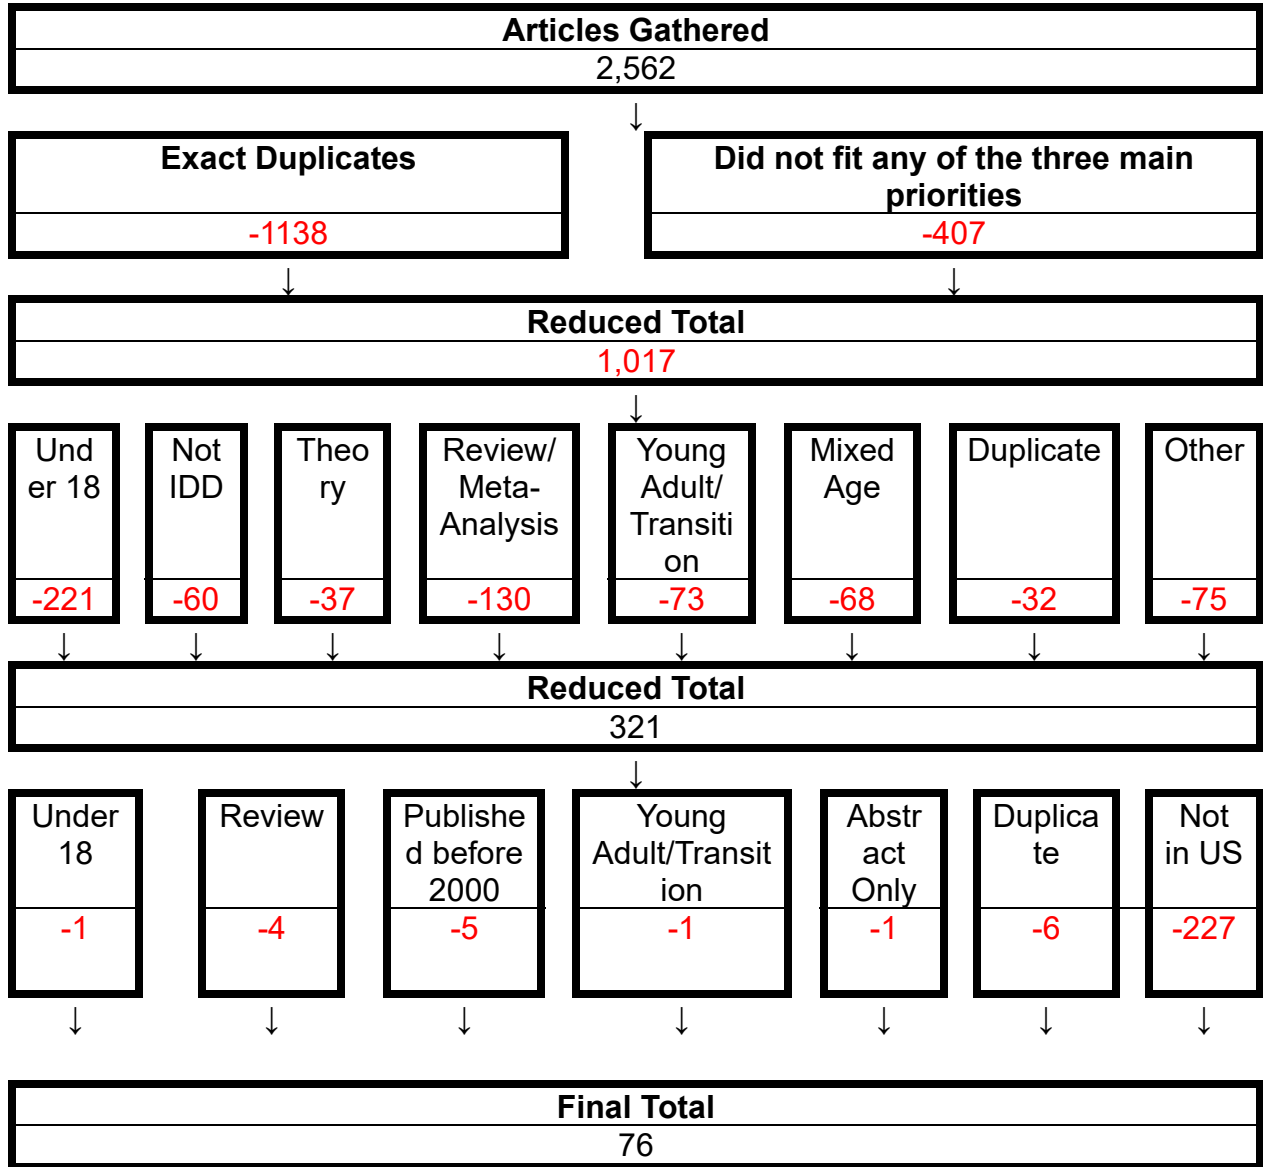 Articles Gathered
2,562
↓
Exact Duplicates
-1138
Did not fit any of the three main
priorities
-407
↓ ↓
Reduced Total
1,017
↓
Und
er 18
-221
Not
IDD
-60
Theo
ry
-37
Review/
Meta-
Analysis
-130
Young
Adult/
Transiti
on
-73
Mixed
Age
-68
Duplicate
-32
Other
-75
↓ ↓ ↓ ↓ ↓ ↓ ↓ ↓
Reduced Total
321
↓
Under
18
-1
Review
-4
Publishe
d before
2000
-5
Young
Adult/Transit
ion
-1
Abstr
act
Only
-1
Duplica
te
-6
Not
in US
-227
↓ ↓ ↓ ↓ ↓ ↓ ↓
Final Total
76